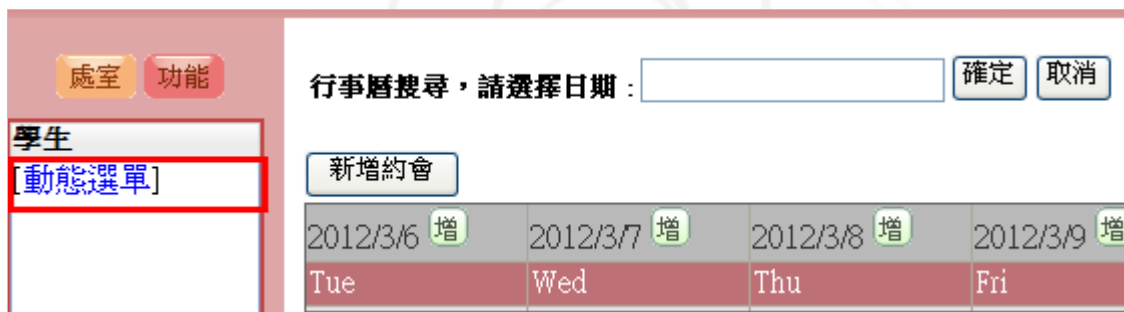 處室 功能
行事曆搜尋，請選擇日期：
確定 取消
學生
[動態選單]
新增約會
2012/3/6 增 2012/3/7 增 2012/3/8 增 2012/3/9 增
Tue Wed Thu Fri